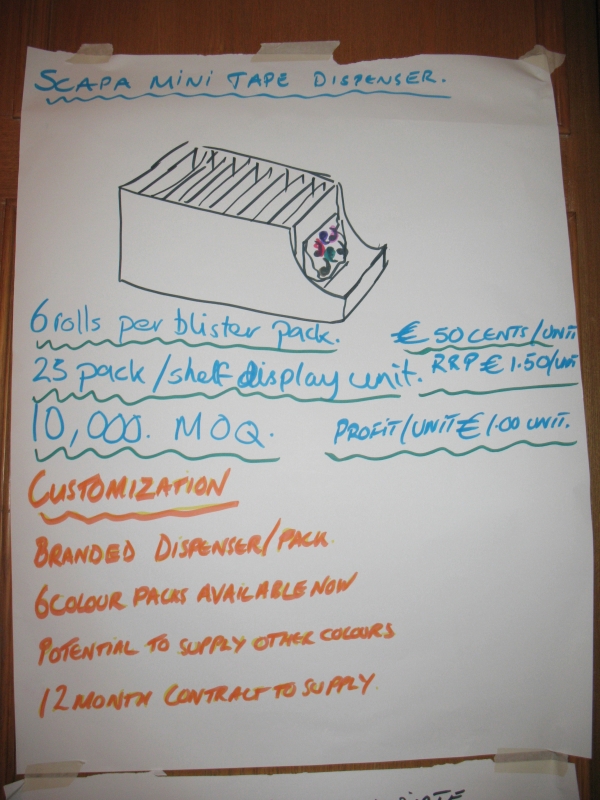 SCAPA MINI TAPE DISPENSER.
6 rolls per blister pack.
€ 50 CENTS/UNIT
25 pack/shelf display unit.
RRP € 1.50/UNIT
10,000. MOQ.
PROFIT/UNIT € 1.00 UNIT.
CUSTOMIZATION
BRANDED DISPENSER/PACK
6 COLOUR PACKS AVAILABLE NOW
POTENTIAL TO SUPPLY OTHER COLOURS
12 MONTH CONTRACT TO SUPPLY.